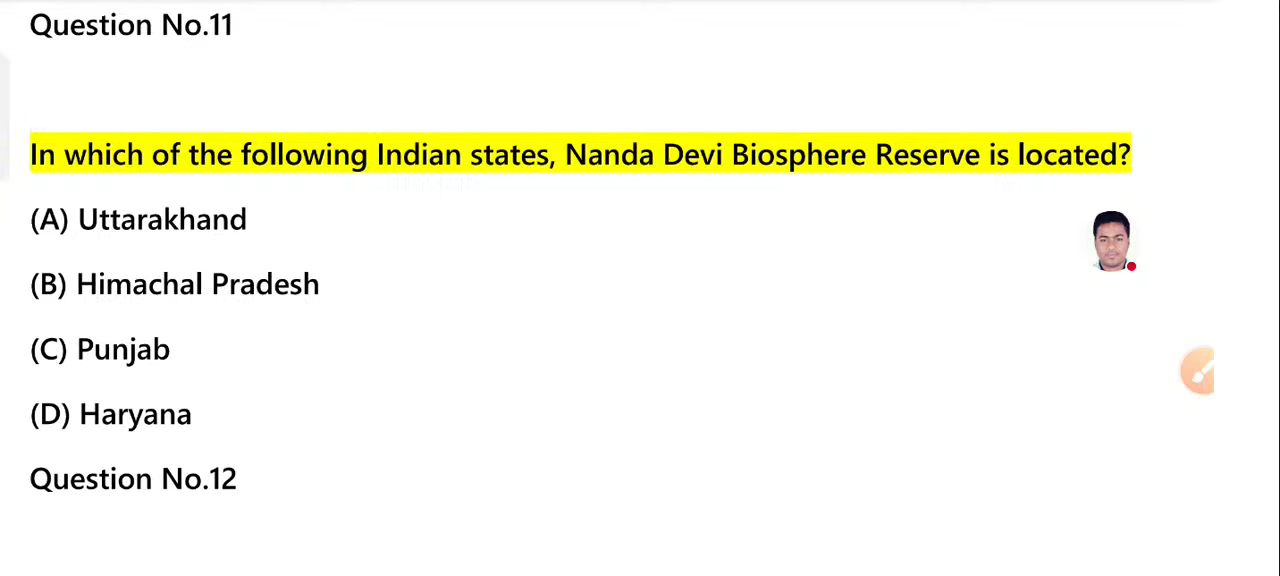 Question No.11
In which of the following Indian states, Nanda Devi Biosphere Reserve is located?
(A) Uttarakhand
(B) Himachal Pradesh
(C) Punjab
(D) Haryana
Question No.12